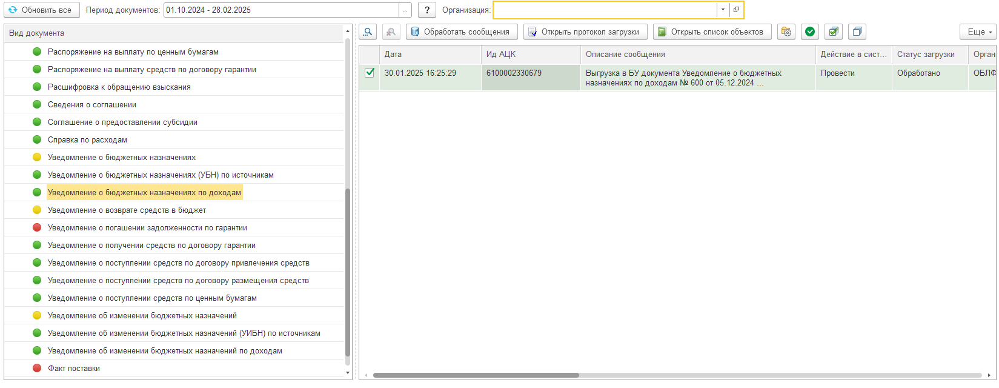 Обновить все Период документов: 01.10.2024 - 28.02.2025 ... ? Организация:
Вид документа
Распоряжение на выплату по ценным бумагам
Распоряжение на выплату средств по договору гарантии
Расшифровка к обращению взыскания
Сведения о соглашении
Соглашение о предоставлении субсидии
Справка по расходам
Уведомление о бюджетных назначениях
Уведомление о бюджетных назначениях (УБН) по источникам
Уведомление о бюджетных назначениях по доходам
Уведомление о возврате средств в бюджет
Уведомление о погашении задолженности по гарантии
Уведомление о получении средств по договору гарантии
Уведомление о поступлении средств по договору привлечения средств
Уведомление о поступлении средств по договору размещения средств
Уведомление о поступлении средств по ценным бумагам
Уведомление об изменении бюджетных назначений
Уведомление об изменении бюджетных назначений (УИБН) по источникам
Уведомление об изменении бюджетных назначений по доходам
Факт поставки
Обработать сообщения Открыть протокол загрузки Открыть список объектов Еще
Дата Ид АЦК Описание сообщения Действие в сист... Статус загрузки Орган
30.01.2025 16:25:29 6100002330679 Выгрузка в БУ документа Уведомление о бюджетных Провести Обработано ОБЛФ
назначениях по доходам № 600 от 05.12.2024 ...